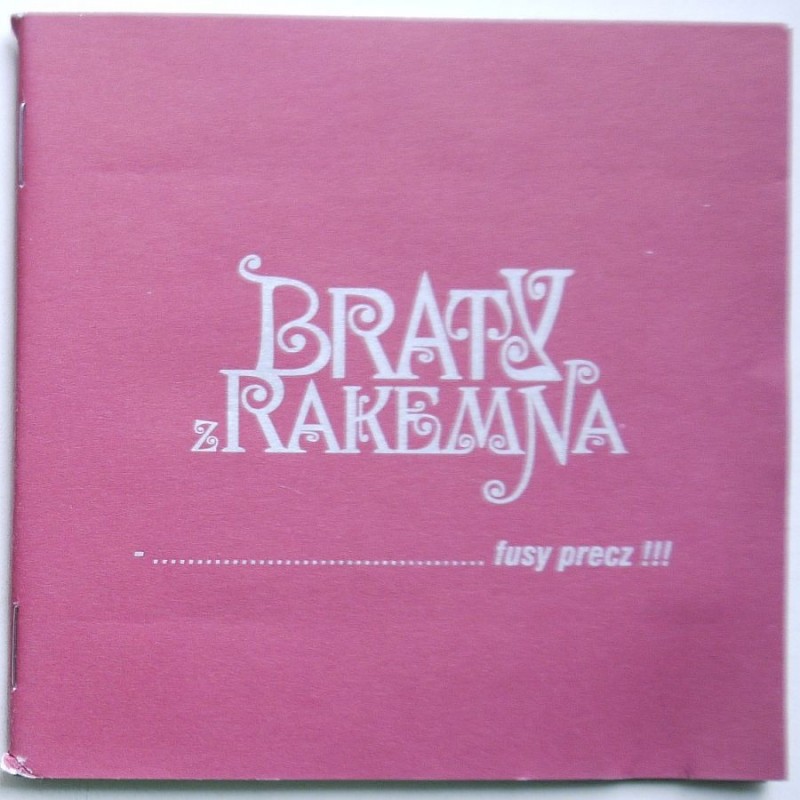 BRATY
z RAKEMNA
- ..................................... fusy precz !!!